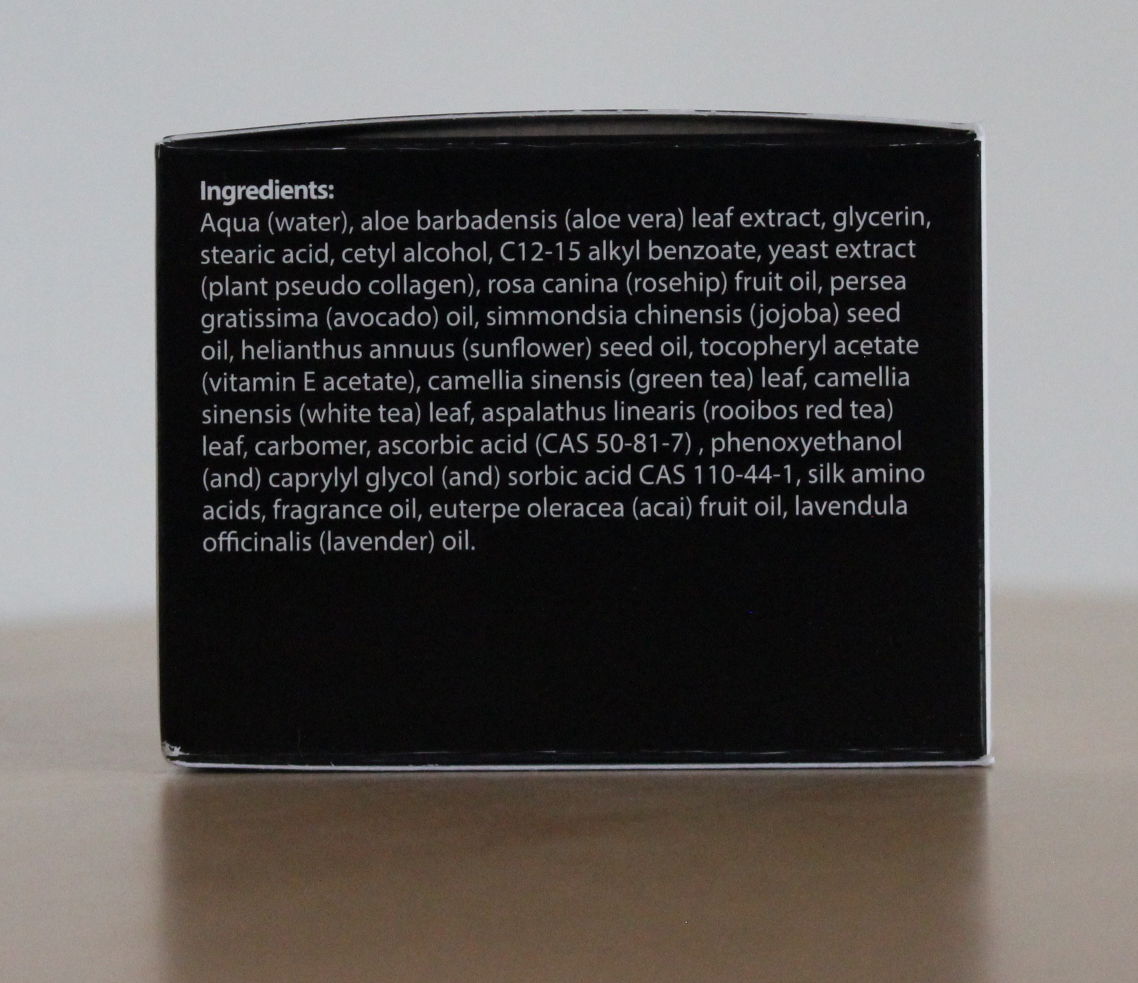 Ingredients:
Aqua (water), aloe barbadensis (aloe vera) leaf extract, glycerin,
stearic acid, cetyl alcohol, C12-15 alkyl benzoate, yeast extract
(plant pseudo collagen), rosa canina (rosehip) fruit oil, persea
gratissima (avocado) oil, simmondsia chinensis (jojoba) seed
oil, helianthus annuus (sunflower) seed oil, tocopheryl acetate
(vitamin E acetate), camellia sinensis (green tea) leaf, camellia
sinensis (white tea) leaf, aspalathus linearis (rooibos red tea)
leaf, carbomer, ascorbic acid (CAS 50-81-7) , phenoxyethanol
(and) caprylyl glycol (and) sorbic acid CAS 110-44-1, silk amino
acids, fragrance oil, euterpe oleracea (acai) fruit oil, lavendula
officinalis (lavender) oil.